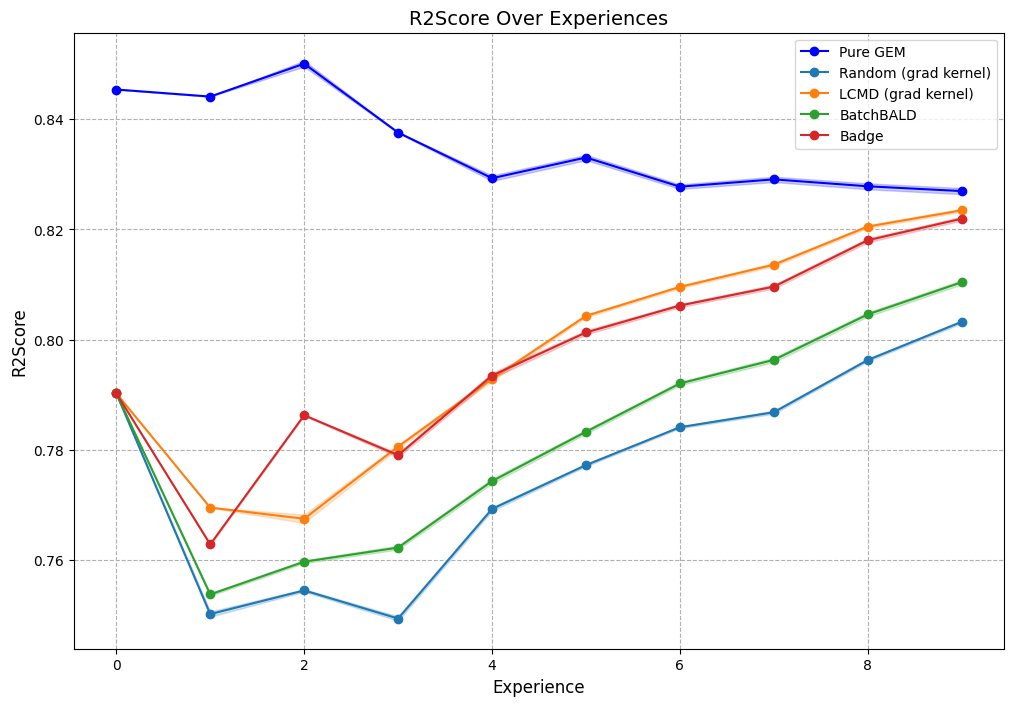 R2Score Over Experiences
Pure GEM
Random (grad kernel)
LCMD (grad kernel)
BatchBALD
Badge
R2Score
0.84
0.82
0.80
0.78
0.76
0
2
4
6
8
Experience